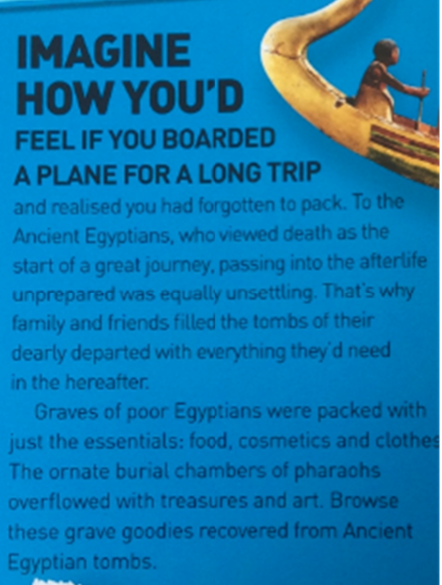 IMAGINE
HOW YOU'D
FEEL IF YOU BOARDED
A PLANE FOR A LONG TRIP
and realised you had forgotten to pack. To the
Ancient Egyptians, who viewed death as the
start of a great journey, passing into the afterlife
unprepared was equally unsettling. That's why
family and friends filled the tombs of their
dearly departed with everything they'd need
in the hereafter.
Graves of poor Egyptians were packed with
just the essentials: food, cosmetics and clothes
The ornate burial chambers of pharaohs
overflowed with treasures and art. Browse
these grave goodies recovered from Ancient
Egyptian tombs.